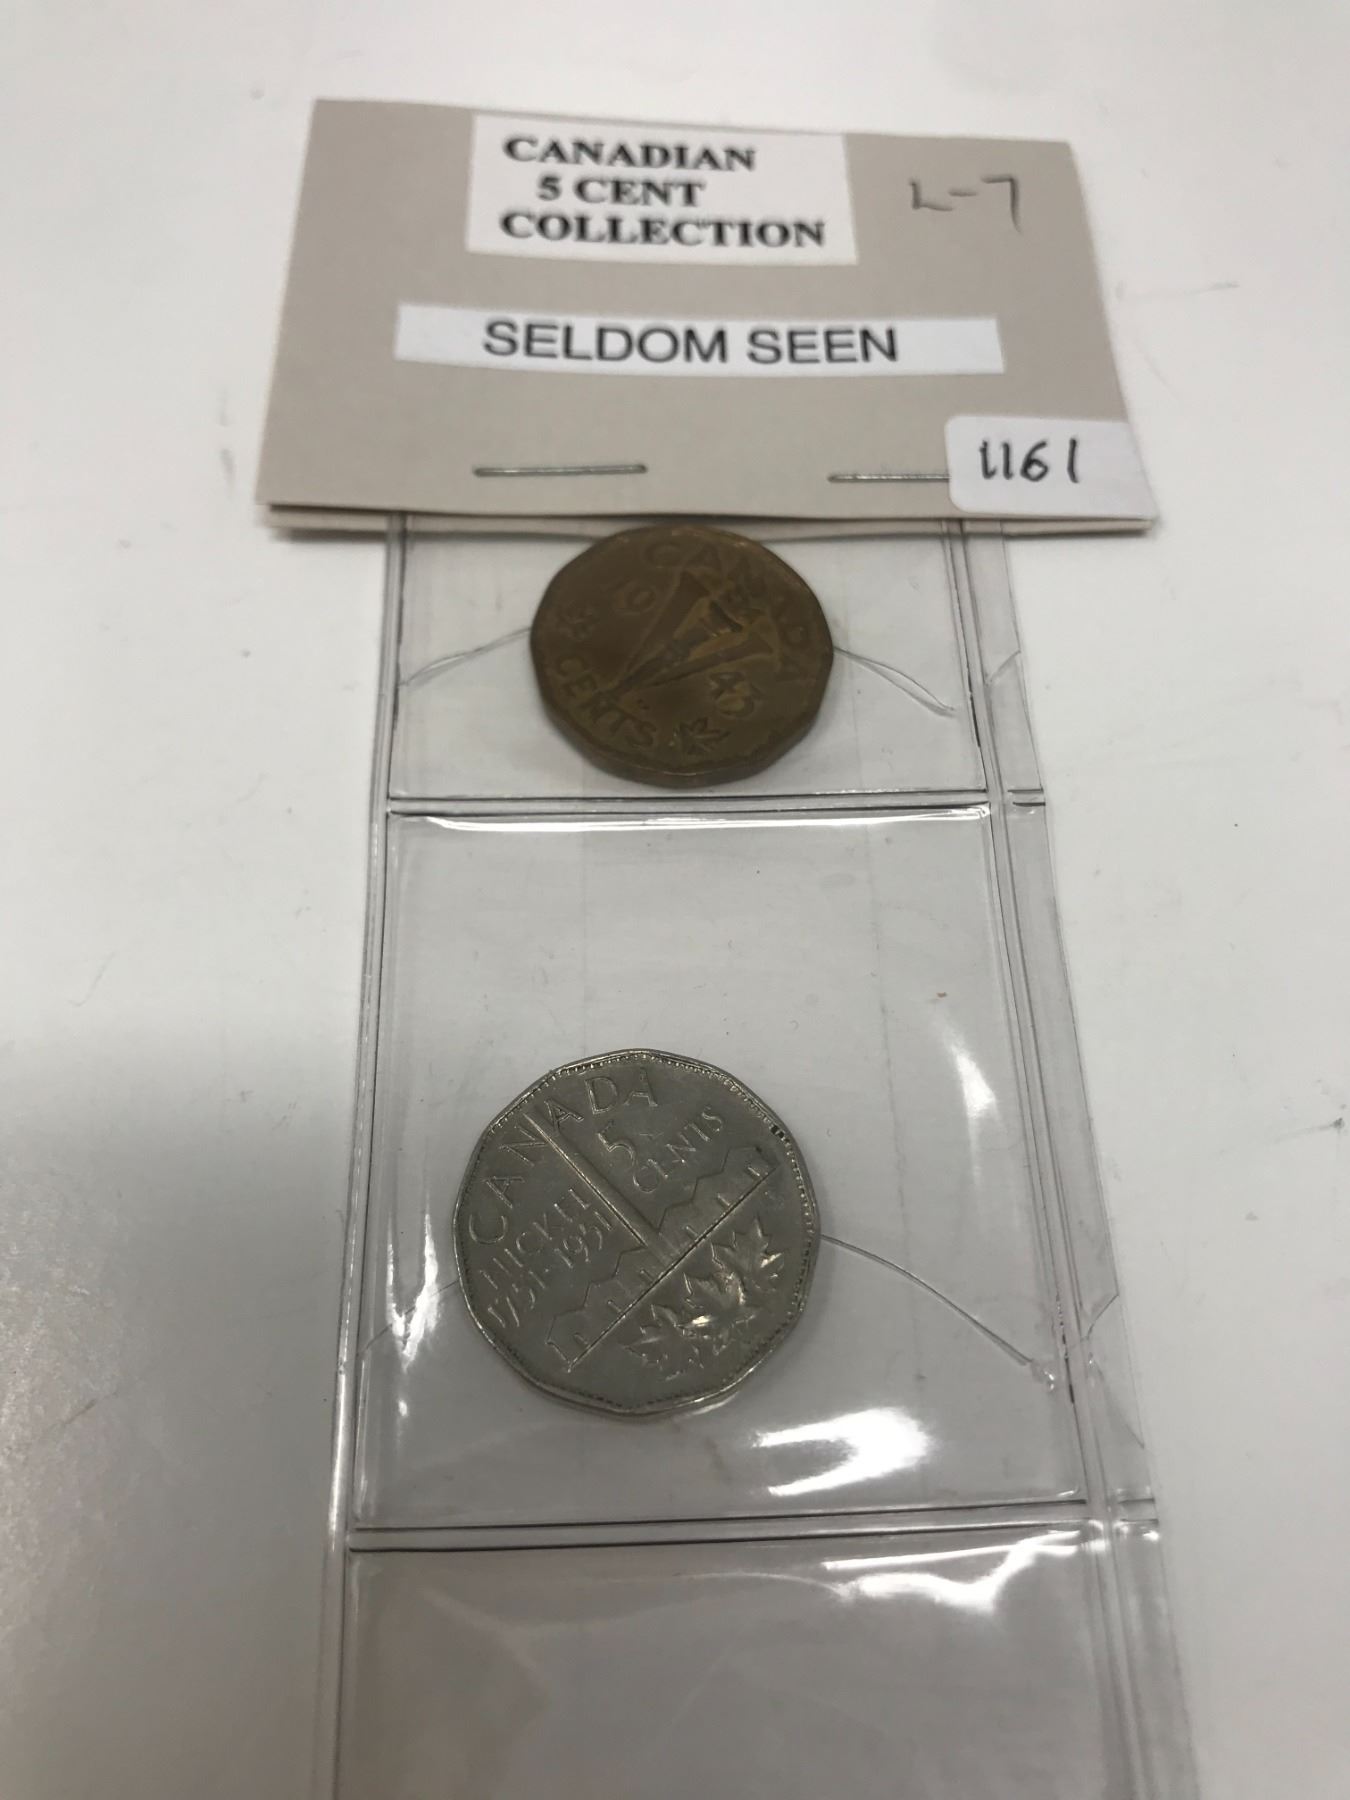 CANADIAN
5 CENT
COLLECTION
L-7
SELDOM SEEN
1161
CANADA
19 43
CENTS
CANADA
5
CENTS
NICKEL
1751-1951